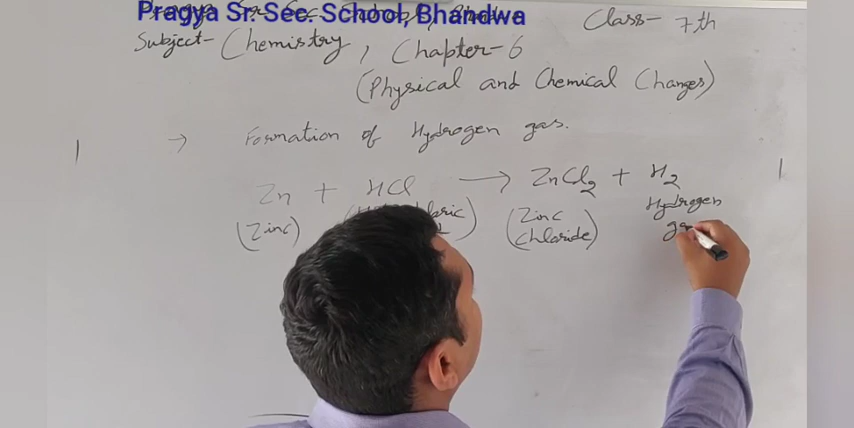 Pragya Sr. Sec. School, Bhandwa
Class- 7th
Subject- Chemistry, Chapter-6
(Physical and Chemical Changes)
→ Formation of Hydrogen gas.
Zn + HCl → ZnCl2 + H2
(Zinc) (Zinc chloride) Hydrogen